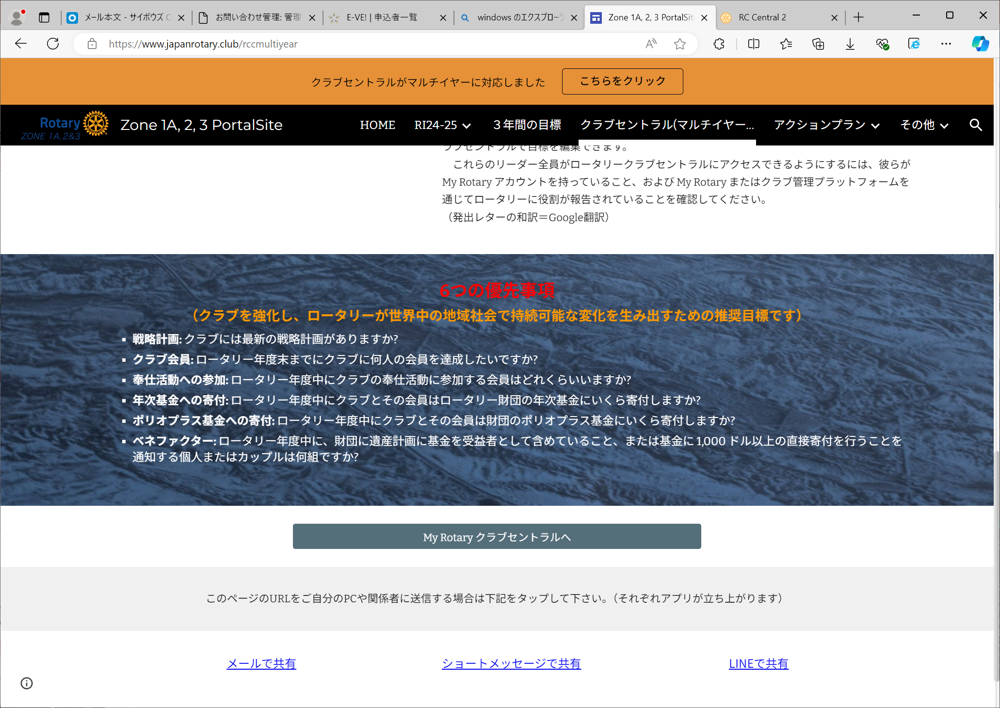 メール本文 - サイボウズ
お問い合わせ管理: 管理
E-VE! | 申込者一覧
windows のエクスプローラ
Zone 1A, 2, 3 PortalSit
RC Central 2
https://www.japanrotary.club/rccmultiyear
クラブセントラルがマルチイヤーに対応しました
こちらをクリック
Rotary
ZONE 1A,2&3
Zone 1A, 2, 3 PortalSite
HOME
RI24-25
３年間の目標
クラブセントラル(マルチイヤー...
アクションプラン
その他
ラブセントラルで目標を編集できます。
これらのリーダー全員がロータリークラブセントラルにアクセスできるようにするには、彼らが
My Rotary アカウントを持っていること、および My Rotary またはクラブ管理プラットフォームを
通じてロータリーに役割が報告されていることを確認してください。
（発出レターの和訳＝Google翻訳）
6つの優先事項
（クラブを強化し、ロータリーが世界中の地域社会で持続可能な変化を生み出すための推奨目標です）
▪ 戦略計画: クラブには最新の戦略計画がありますか?
▪ クラブ会員: ロータリー年度末までにクラブに何人の会員を達成したいですか?
▪ 奉仕活動への参加: ロータリー年度中にクラブの奉仕活動に参加する会員はどれくらいいますか?
▪ 年次基金への寄付: ロータリー年度中にクラブとその会員はロータリー財団の年次基金にいくら寄付しますか?
▪ ポリオプラス基金への寄付: ロータリー年度中にクラブとその会員は財団のポリオプラス基金にいくら寄付しますか?
▪ ベネファクター: ロータリー年度中に、財団に遺産計画に基金を受益者として含めていること、または基金に 1,000 ドル以上の直接寄付を行うことを
通知する個人またはカップルは何組ですか?
My Rotary クラブセントラルへ
このページのURLをご自分のPCや関係者に送信する場合は下記をタップして下さい。（それぞれアプリが立ち上がります）
メールで共有
ショートメッセージで共有
LINEで共有